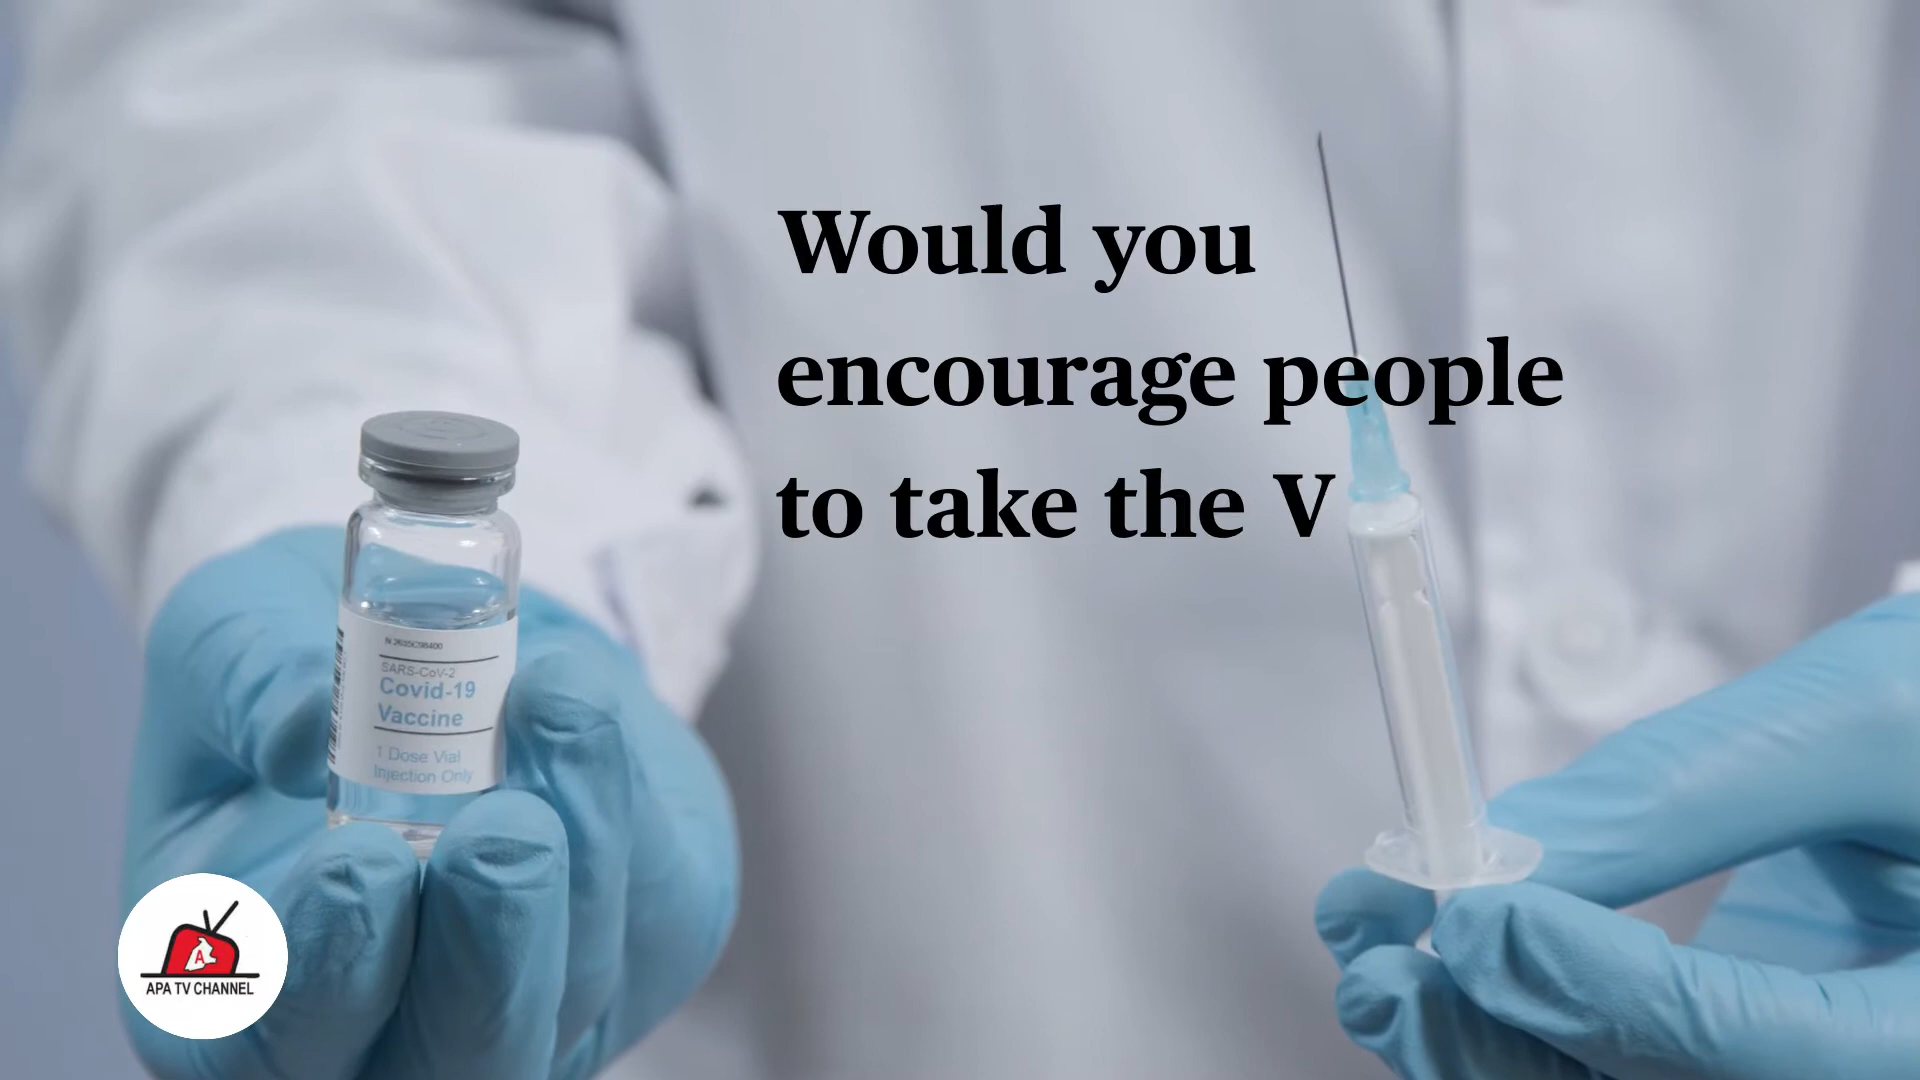 Would you
encourage people
to take the V
SARS-CoV-2
Covid-19
Vaccine
1 Dose Vial
Injection Only
A
APA TV CHANNEL